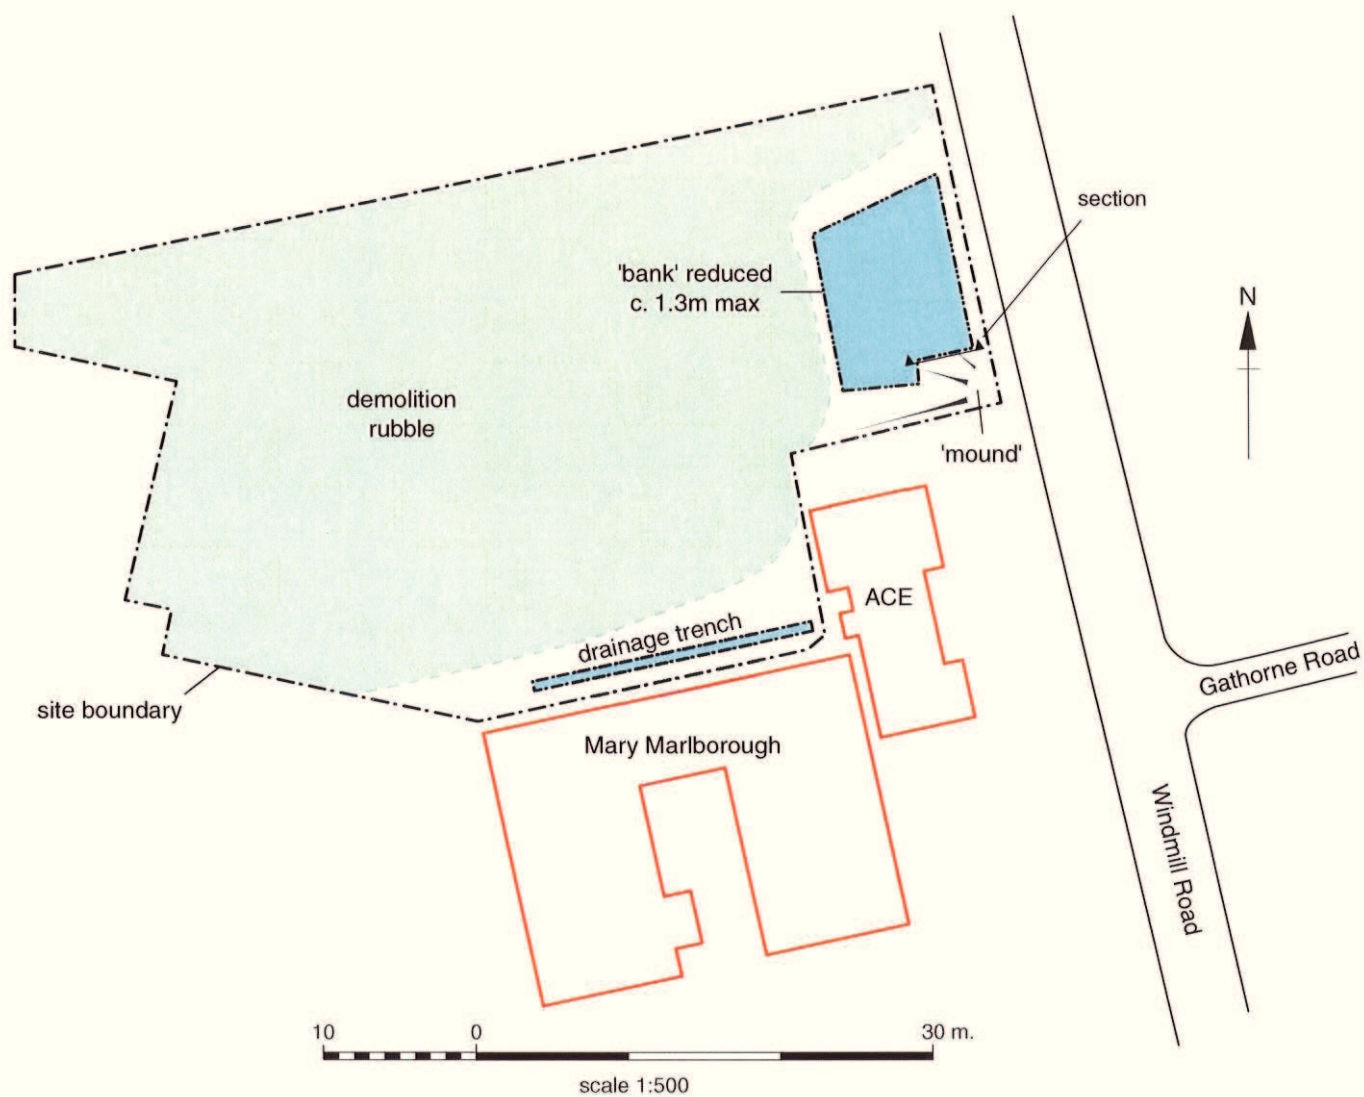 section
'bank' reduced
c. 1.3m max
N
demolition
rubble
'mound'
ACE
drainage trench
Gathorne Road
site boundary
Mary Marlborough
Windmill Road
10 0 30 m.
scale 1:500